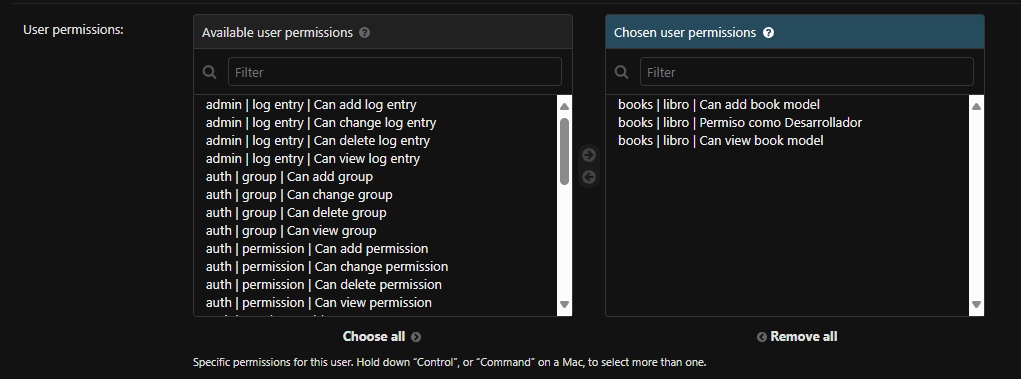 User permissions:
Available user permissions ?
Filter
admin | log entry | Can add log entry
admin | log entry | Can change log entry
admin | log entry | Can delete log entry
admin | log entry | Can view log entry
auth | group | Can add group
auth | group | Can change group
auth | group | Can delete group
auth | group | Can view group
auth | permission | Can add permission
auth | permission | Can change permission
auth | permission | Can delete permission
auth | permission | Can view permission
Choose all
Chosen user permissions ?
Filter
books | libro | Can add book model
books | libro | Permiso como Desarrollador
books | libro | Can view book model
Remove all
Specific permissions for this user. Hold down “Control”, or “Command” on a Mac, to select more than one.